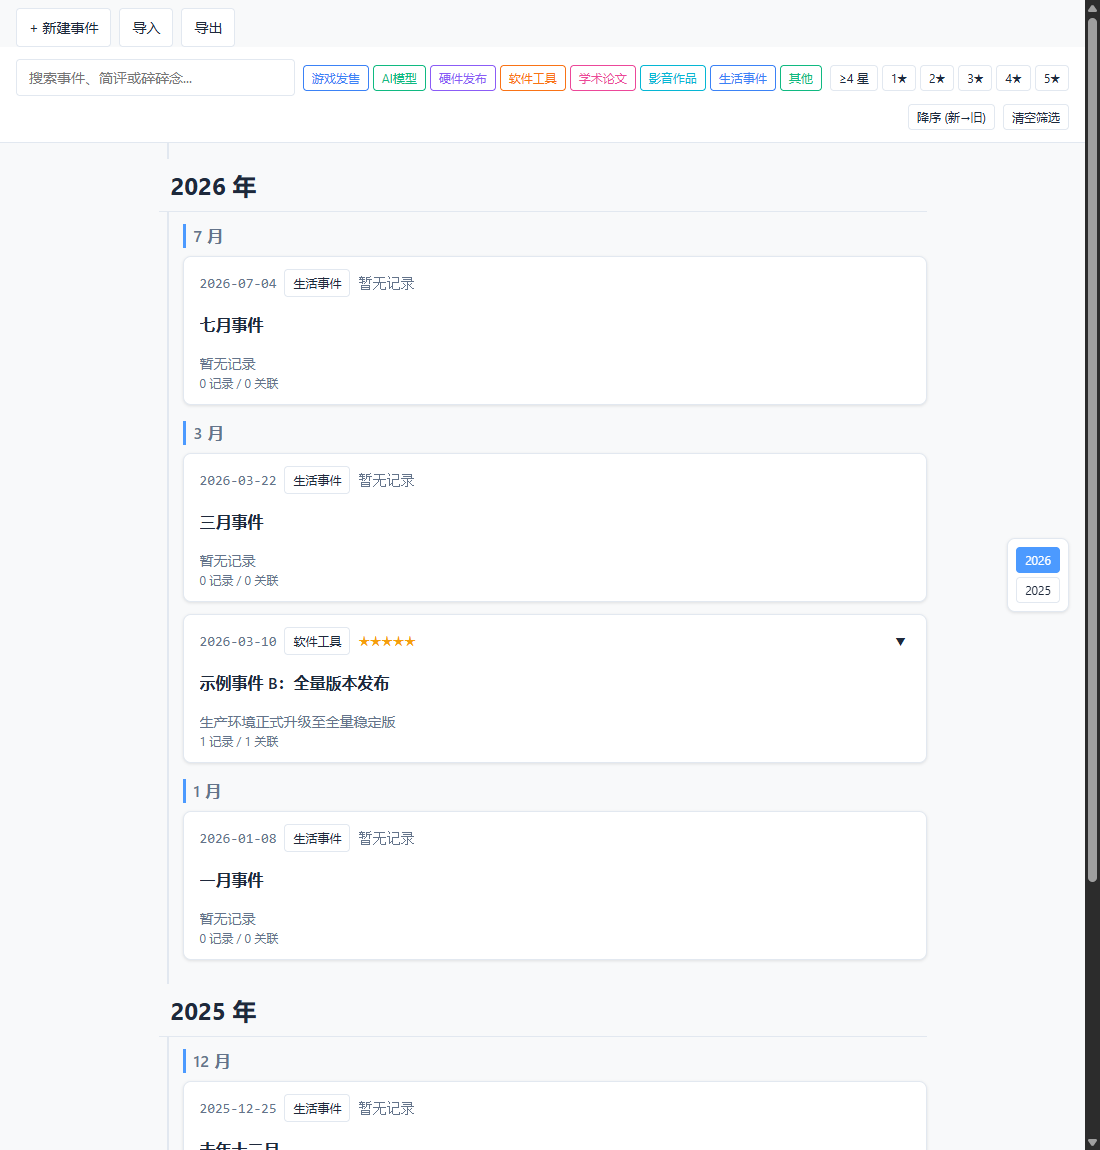 + 新建事件 导入 导出
搜索事件、简评或碎碎念... 游戏发售 AI模型 硬件发布 软件工具 学术论文 影音作品 生活事件 其他 ≥4 星 1★ 2★ 3★ 4★ 5★
降序 (新→旧) 清空筛选
2026 年
7 月
2026-07-04 生活事件 暂无记录
七月事件
暂无记录
0 记录 / 0 关联
3 月
2026-03-22 生活事件 暂无记录
三月事件
暂无记录
0 记录 / 0 关联
2026-03-10 软件工具 ★★★★★ ▼
示例事件 B：全量版本发布
生产环境正式升级至全量稳定版
1 记录 / 1 关联
1 月
2026-01-08 生活事件 暂无记录
一月事件
暂无记录
0 记录 / 0 关联
2026
2025
2025 年
12 月
2025-12-25 生活事件 暂无记录
去年十二月